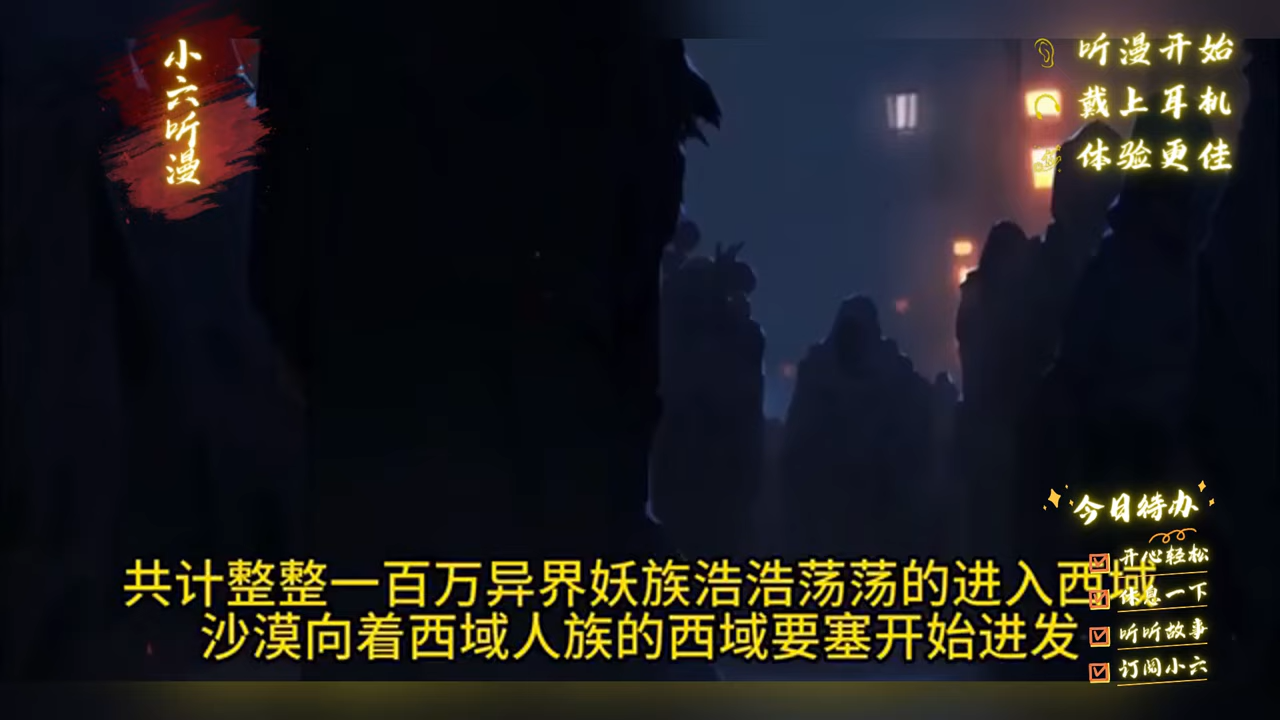 小六听漫
听漫开始
戴上耳机
体验更佳
今日待办
开心轻松
休息一下
听听故事
订阅小六
共计整整一百万异界妖族浩浩荡荡的进入西域
沙漠向着西域人族的西域要塞开始进发